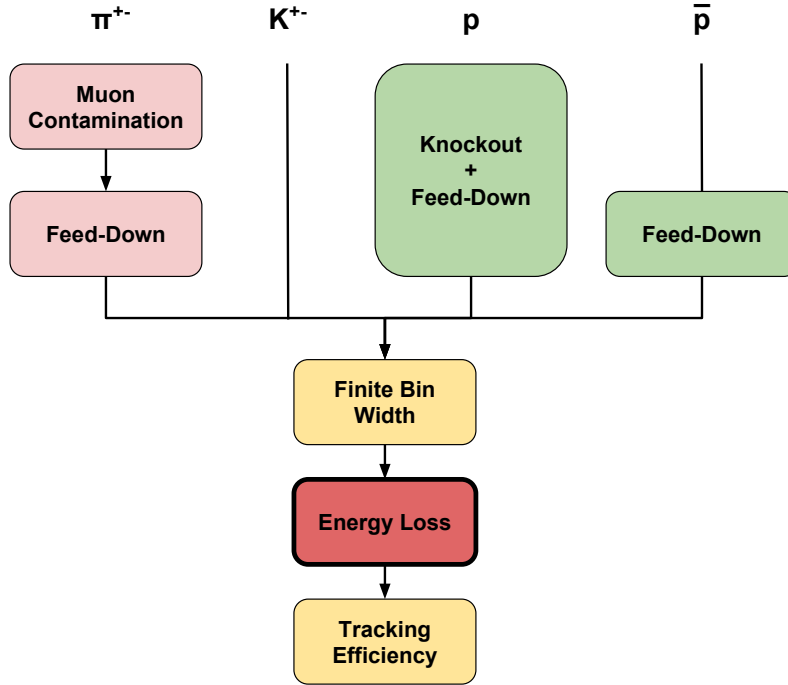 π⁺⁻ K⁺⁻ p p̅
Muon
Contamination
Knockout
+
Feed-Down
Feed-Down
Feed-Down
Finite Bin
Width
Energy Loss
Tracking
Efficiency